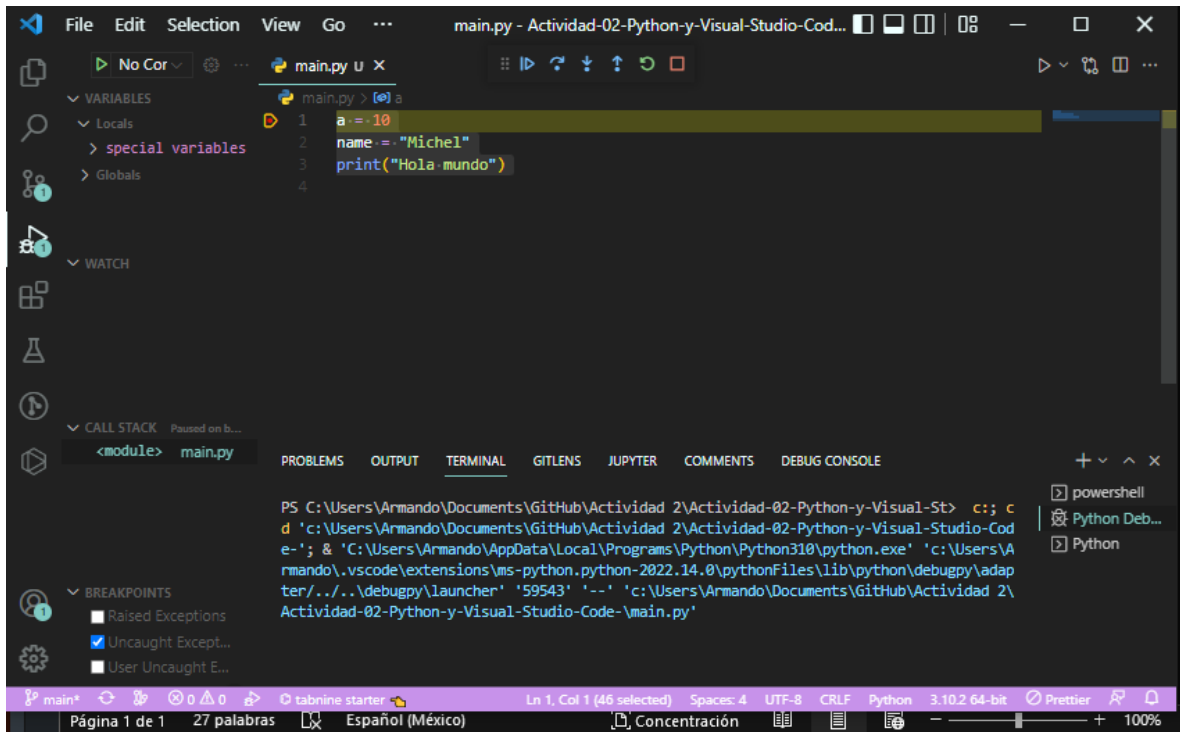 File Edit Selection View Go ··· main.py - Actividad-02-Python-y-Visual-Studio-Cod...
No Cor ··· main.py U
VARIABLES
Locals
special variables
Globals
WATCH
CALL STACK Paused on b...
<module> main.py
BREAKPOINTS
Raised Exceptions
Uncaught Except...
User Uncaught E...
main.py > a
1 a = 10
2 name = "Michel"
3 print("Hola mundo")
4
PROBLEMS OUTPUT TERMINAL GITLENS JUPYTER COMMENTS DEBUG CONSOLE
PS C:\Users\Armando\Documents\GitHub\Actividad 2\Actividad-02-Python-y-Visual-St> c:; c
d 'c:\Users\Armando\Documents\GitHub\Actividad 2\Actividad-02-Python-y-Visual-Studio-Cod
e-'; & 'C:\Users\Armando\AppData\Local\Programs\Python\Python310\python.exe' 'c:\Users\A
rmando\.vscode\extensions\ms-python.python-2022.14.0\pythonFiles\lib\python\debugpy\adap
ter/../..\debugpy\launcher' '59543' '--' 'c:\Users\Armando\Documents\GitHub\Actividad 2\
Actividad-02-Python-y-Visual-Studio-Code-\main.py'
powershell
Python Deb...
Python
1
1
1
main* 0 0 tabnine starter Ln 1, Col 1 (46 selected) Spaces: 4 UTF-8 CRLF Python 3.10.2 64-bit Prettier
Página 1 de 1 27 palabras Español (México) Concentración 100%